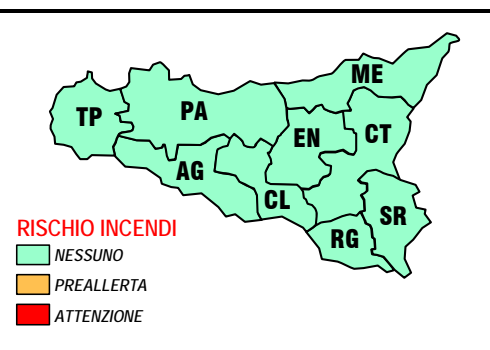 ME
TP
PA
EN
CT
AG
CL
SR
RG
RISCHIO INCENDI
NESSUNO
PREALLERTA
ATTENZIONE